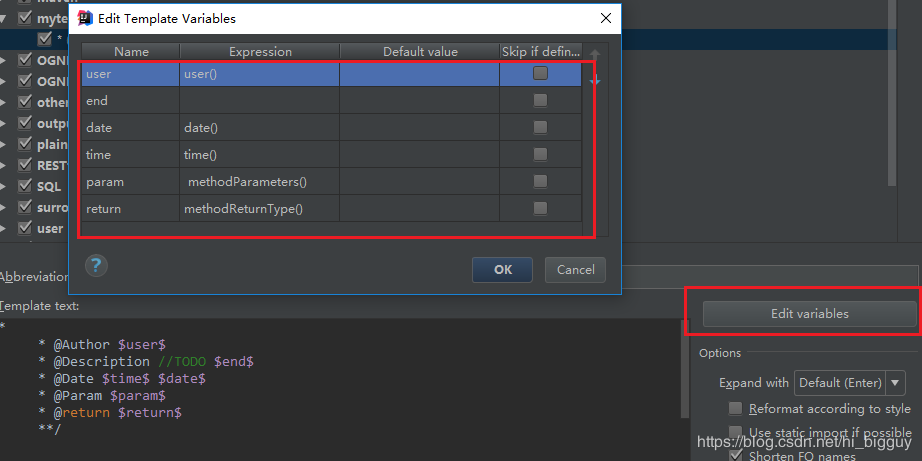 myte
Edit Template Variables
*
Name Expression Default value Skip if defin...
user user()
end
date date()
time time()
param methodParameters()
return methodReturnType()
OGN
OGN
other
outpu
plain
REST
SQL
surro
user
?
OK Cancel
Abbreviation
Template text:
Edit variables
*
* @Author $user$
* @Description //TODO $end$
* @Date $time$ $date$
* @Param $param$
* @return $return$
**/
Options
Expand with Default (Enter)
Reformat according to style
Use static import if possible
Shorten FQ names
https://blog.csdn.net/hi_bigguy